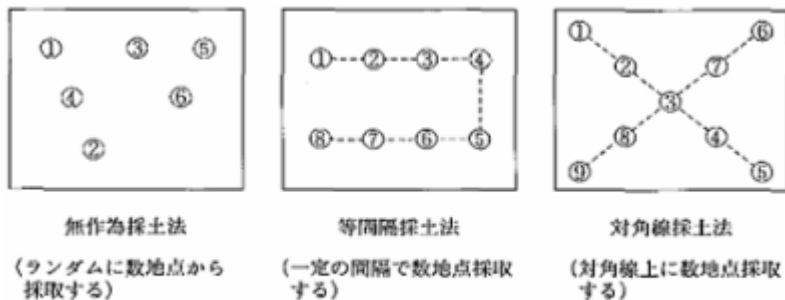 ① ③ ⑤
④ ⑥
②
無作為採土法
(ランダムに数地点から
採取する)
① ② ③ ④
⑧ ⑦ ⑥ ⑤
等間隔採土法
(一定の間隔で数地点採取
する)
① ⑥
② ⑦
③
⑧ ④
⑨ ⑤
対角線採土法
(対角線上に数地点採取
する)